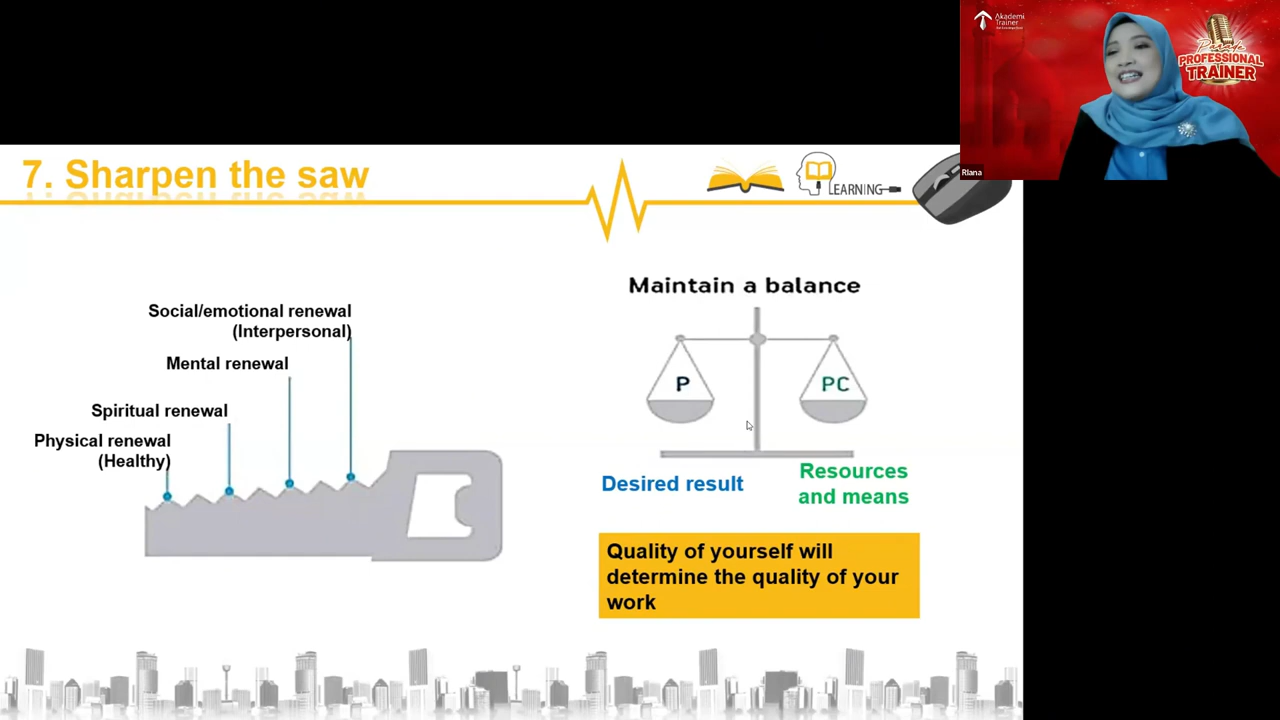 Akademi
Trainer
Parade
PROFESSIONAL
TRAINER
Riana
7. Sharpen the saw
LEARNING
Social/emotional renewal
(Interpersonal)
Mental renewal
Spiritual renewal
Physical renewal
(Healthy)
Maintain a balance
P
PC
Desired result
Resources
and means
Quality of yourself will
determine the quality of your
work